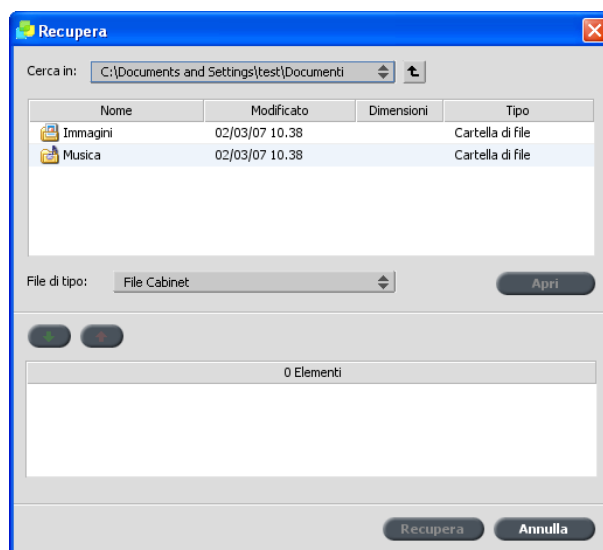 Recupera
Cerca in: C:\Documents and Settings\test\Documenti
Nome Modificato Dimensioni Tipo
Immagini 02/03/07 10.38 Cartella di file
Musica 02/03/07 10.38 Cartella di file
File di tipo: File Cabinet Apri
0 Elementi
Recupera Annulla